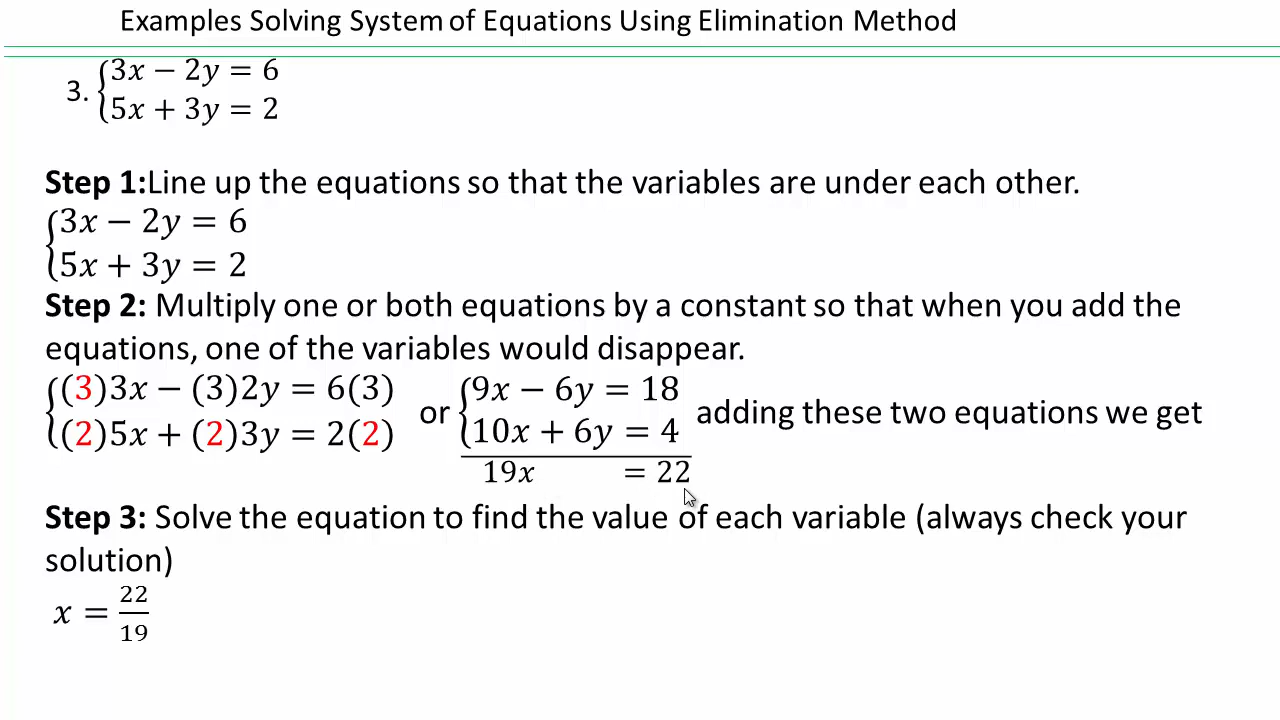 Examples Solving System of Equations Using Elimination Method
3. {3x − 2y = 6
5x + 3y = 2
Step 1:Line up the equations so that the variables are under each other.
{3x − 2y = 6
5x + 3y = 2
Step 2: Multiply one or both equations by a constant so that when you add the
equations, one of the variables would disappear.
{(3)3x − (3)2y = 6(3)
(2)5x + (2)3y = 2(2)
or {9x − 6y = 18
10x + 6y = 4
adding these two equations we get
19x = 22
Step 3: Solve the equation to find the value of each variable (always check your
solution)
x = 22/19